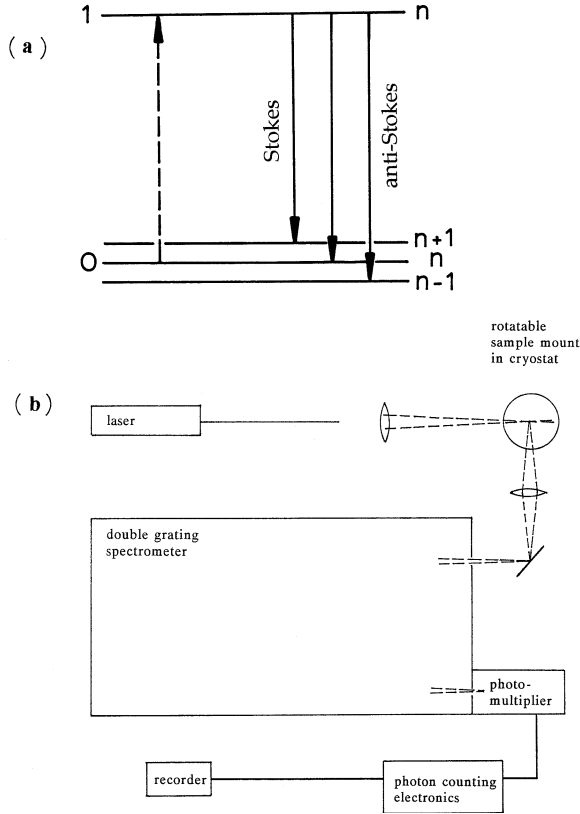 ( a )
1
n
Stokes
anti-Stokes
n+1
0
n
n-1
rotatable
sample mount
in cryostat
( b )
laser
double grating
spectrometer
photo-
multiplier
recorder
photon counting
electronics